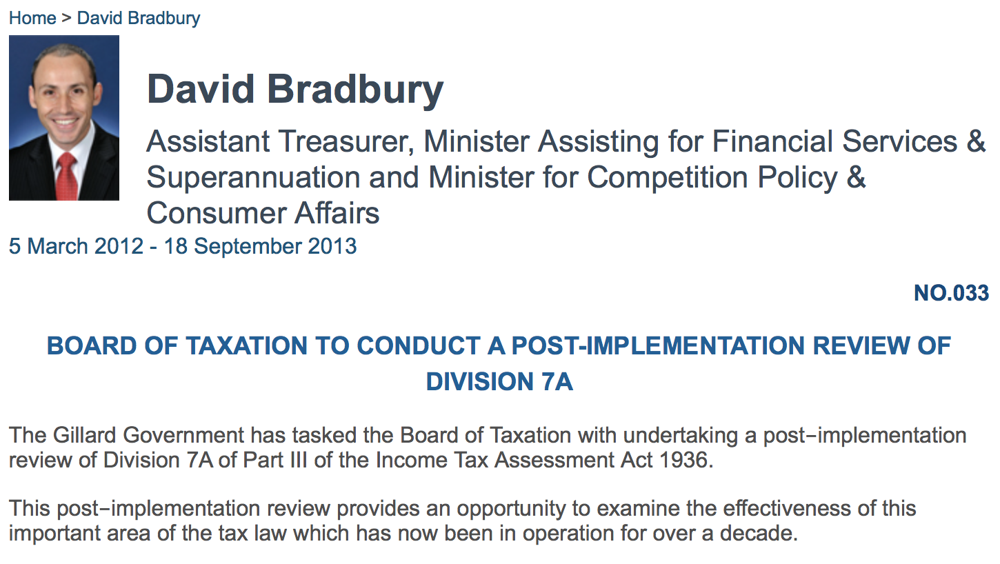 Home > David Bradbury
David Bradbury
Assistant Treasurer, Minister Assisting for Financial Services &
Superannuation and Minister for Competition Policy &
Consumer Affairs
5 March 2012 - 18 September 2013
NO.033
BOARD OF TAXATION TO CONDUCT A POST-IMPLEMENTATION REVIEW OF
DIVISION 7A
The Gillard Government has tasked the Board of Taxation with undertaking a post–implementation
review of Division 7A of Part III of the Income Tax Assessment Act 1936.
This post–implementation review provides an opportunity to examine the effectiveness of this
important area of the tax law which has now been in operation for over a decade.